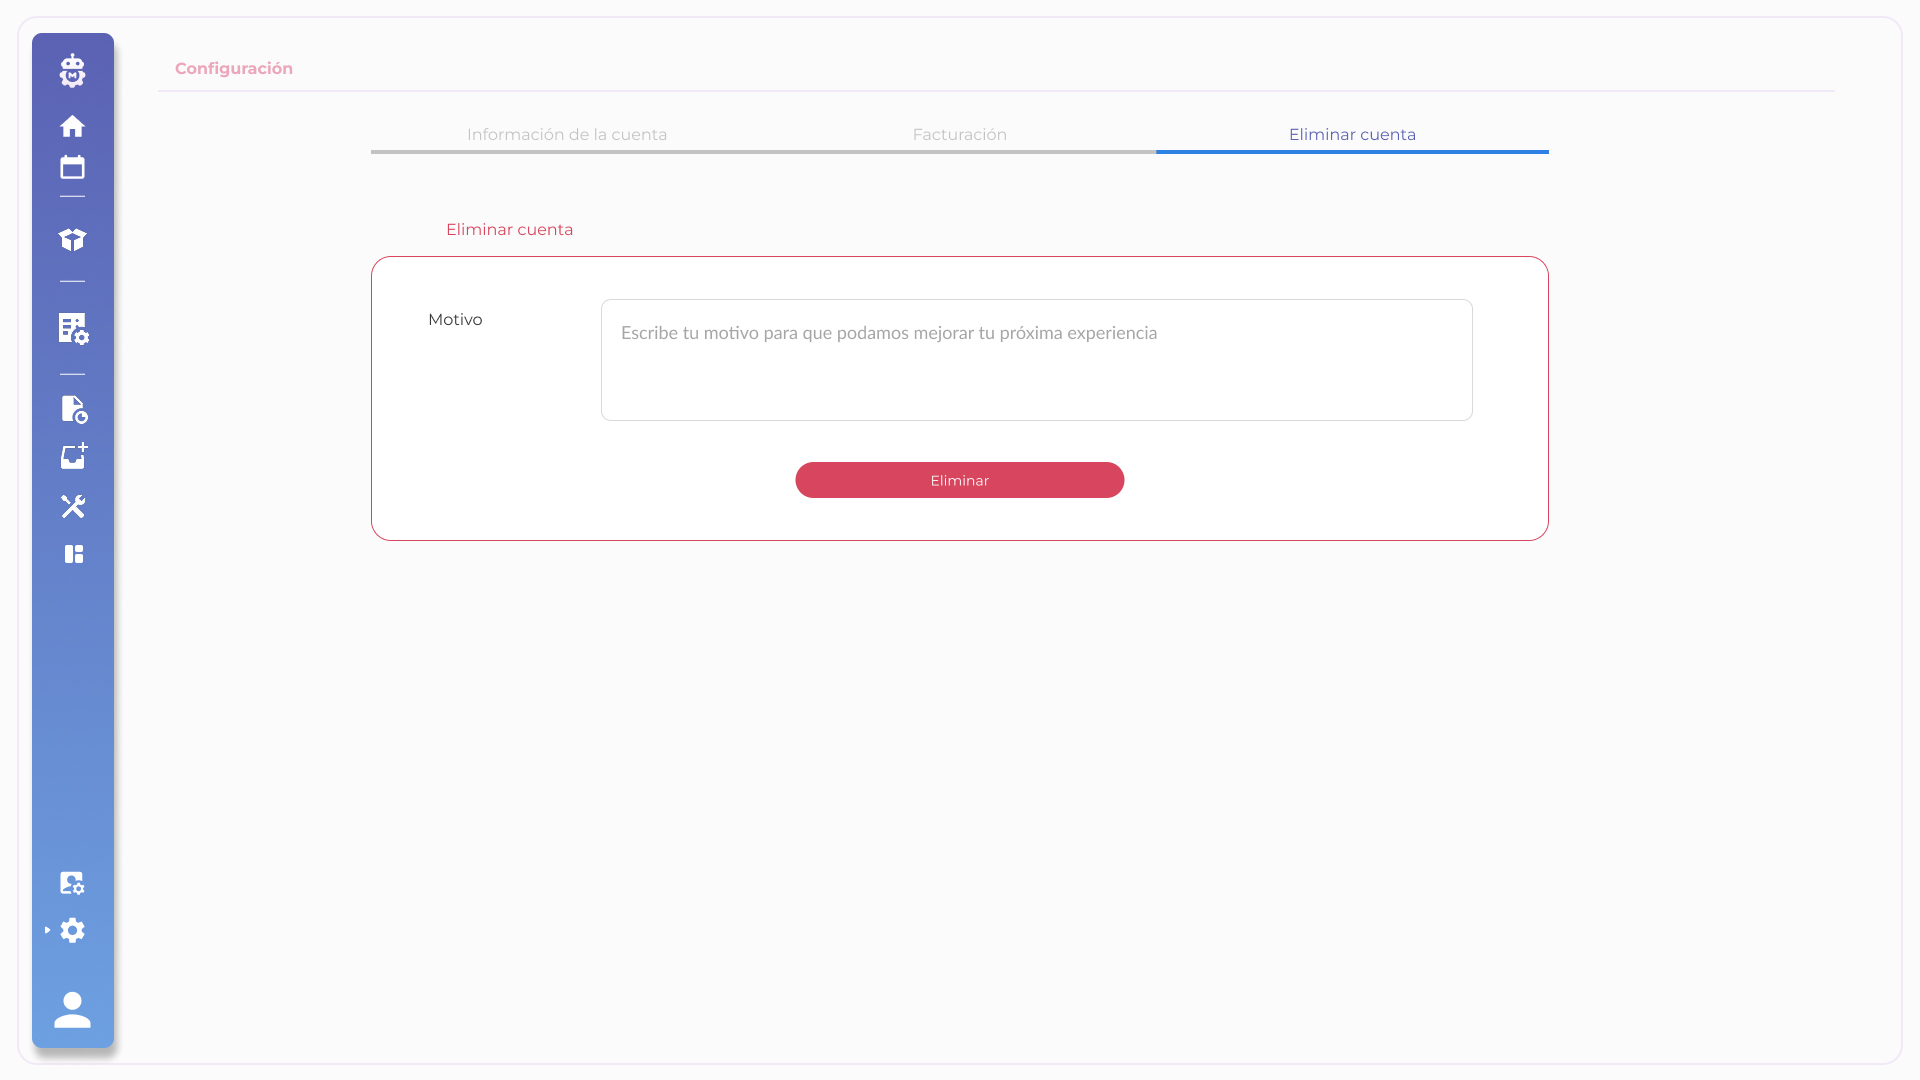 Configuración
Información de la cuenta
Facturación
Eliminar cuenta
Eliminar cuenta
Motivo
Escribe tu motivo para que podamos mejorar tu próxima experiencia
Eliminar